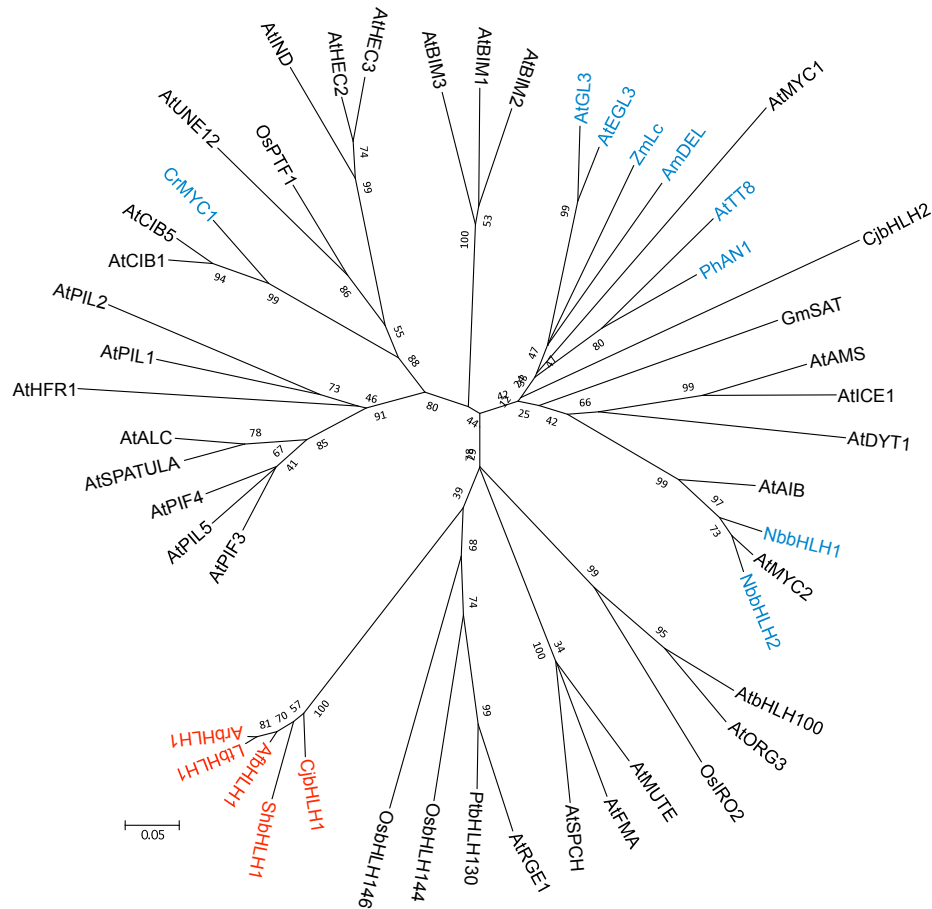 AtIND
AtHEC2
AtHEC3
AtBIM3
AtBIM1
AtBIM2
AtGL3
AtEGL3
ZmLc
AmDEL
AtMYC1
AtTT8
PhAN1
CjbHLH2
GmSAT
AtAMS
AtICE1
AtDYT1
AtAIB
NbbHLH1
AtMYC2
NbbHLH2
AtbHLH100
AtORG3
OsIRO2
AtMUTE
AtFMA
AtSPCH
AtRGE1
PtbHLH130
OsbHLH144
OsbHLH146
CjbHLH1
ShbHLH1
AfbHLH1
LtbHLH1
ArbHLH1
AtPIF3
AtPIL5
AtPIF4
AtSPATULA
AtALC
AtHFR1
AtPIL1
AtPIL2
AtCIB1
AtCIB5
CrMYC1
AtUNE12
OsPTF1
74
99
100
53
99
47
80
99
66
42
25
99
97
73
99
95
34
100
99
74
89
39
100
57
70
81
44
80
88
55
86
99
94
73
46
91
85
78
67
41
0.05